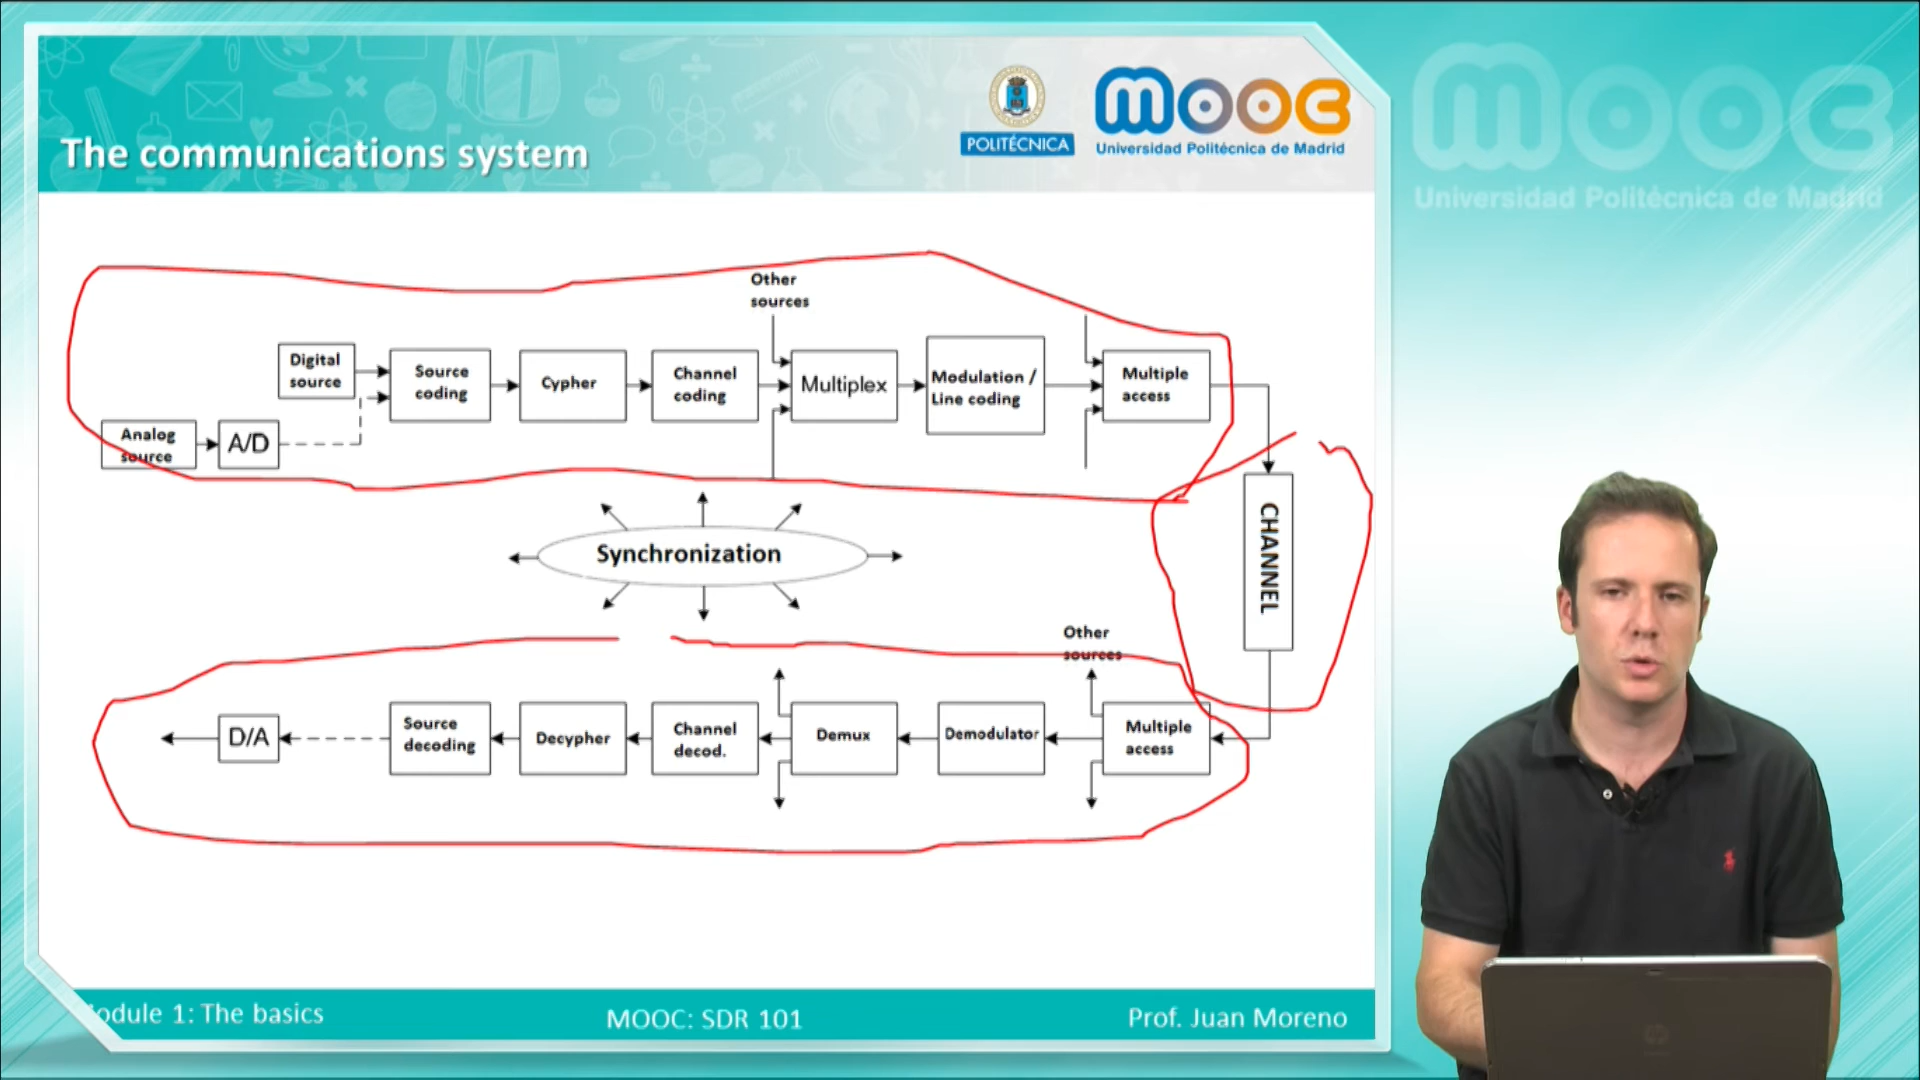 The communications system
POLITÉCNICA
mooc
Universidad Politécnica de Madrid
mooc
Universidad Politécnica de Madrid
Other
sources
Digital
source
Source
coding
Cypher
Channel
coding
Multiplex
Modulation /
Line coding
Multiple
access
Analog
source
A/D
CHANNEL
Synchronization
Other
sources
D/A
Source
decoding
Decypher
Channel
decod.
Demux
Demodulator
Multiple
access
odule 1: The basics
MOOC: SDR 101
Prof. Juan Moreno